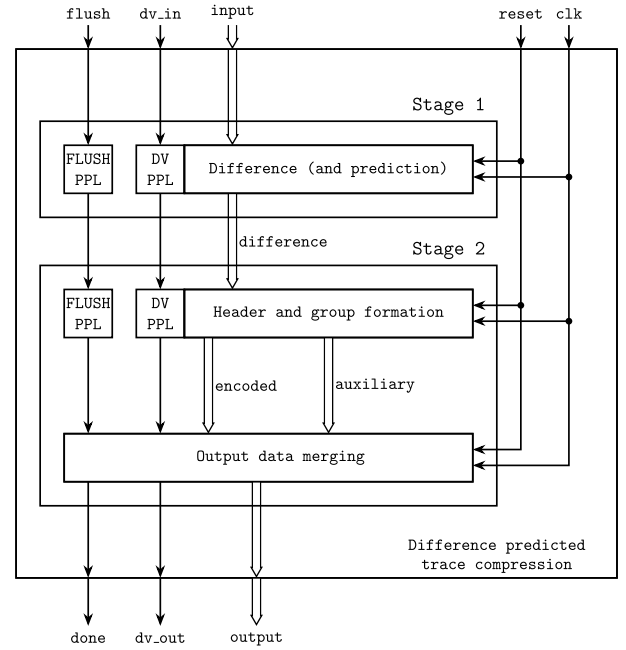 flush dv_in input reset clk
Stage 1
FLUSH
PPL
DV
PPL
Difference (and prediction)
difference
Stage 2
FLUSH
PPL
DV
PPL
Header and group formation
encoded
auxiliary
Output data merging
Difference predicted
trace compression
done dv_out output